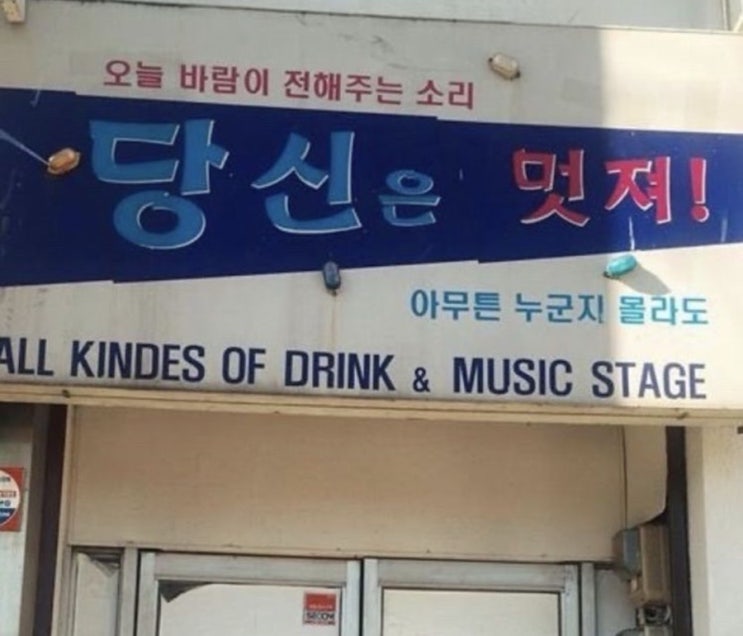 오늘 바람이 전해주는 소리
당신은 멋져!
아무튼 누군지 몰라도
ALL KINDES OF DRINK & MUSIC STAGE